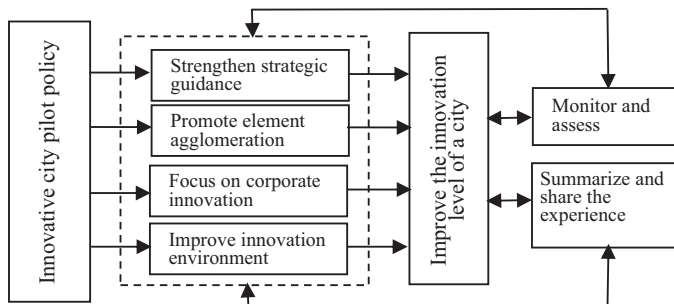 Innovative city pilot policy
Strengthen strategic
guidance
Promote element
agglomeration
Focus on corporate
innovation
Improve innovation
environment
Improve the innovation
level of a city
Monitor and
assess
Summarize and
share the
experience